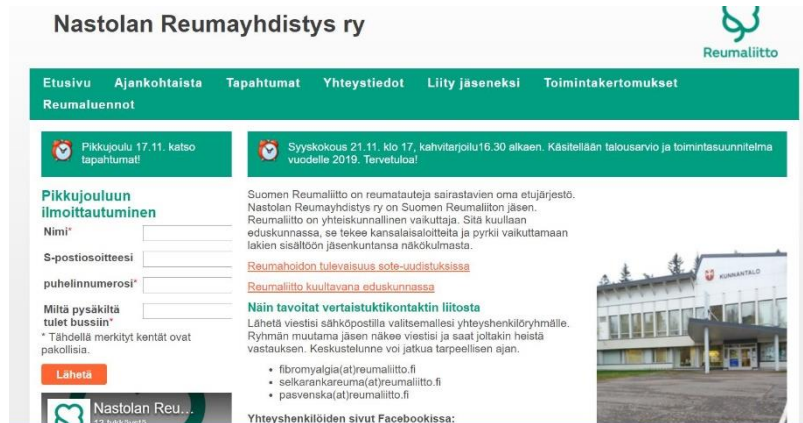 Nastolan Reumayhdistys ry
Reumaliitto
Etusivu Ajankohtaista Tapahtumat Yhteystiedot Liity jäseneksi Toimintakertomukset
Reumaluennot
Pikkujoulu 17.11. katso
tapahtumat!
Syyskokous 21.11. klo 17, kahvitarjoilu16.30 alkaen. Käsitellään talousarvio ja toimintasuunnitelma
vuodelle 2019. Tervetuloa!
Pikkujouluun
ilmoittautuminen
Nimi*
S-postiosoitteesi
puhelinnumerosi*
Miltä pysäkiltä
tulet bussiin*
* Tähdellä merkityt kentät ovat
pakollisia.
Lähetä
Nastolan Reu...
Suomen Reumaliitto on reumatauteja sairastavien oma etujärjestö.
Nastolan Reumayhdistys ry on Suomen Reumaliiton jäsen.
Reumaliitto on yhteiskunnallinen vaikuttaja. Sitä kuullaan
eduskunnassa, se tekee kansalaisaloitteita ja pyrkii vaikuttamaan
lakien sisältöön jäsenkuntansa näkökulmasta.
Reumahoidon tulevaisuus sote-uudistuksissa
Reumaliitto kuultavana eduskunnassa
Näin tavoitat vertaistuktikontaktin liitosta
Lähetä viestisi sähköpostilla valitsemallesi yhteyshenkilöryhmälle.
Ryhmän muutama jäsen näkee viestisi ja saat joltakin heistä
vastauksen. Keskustelunne voi jatkua tarpeellisen ajan.
fibromyalgia(at)reumaliitto.fi
selkarankareuma(at)reumaliitto.fi
pasvenska(at)reumaliitto.fi
Yhteyshenkilöiden sivut Facebookissa:
KUNNANTALO